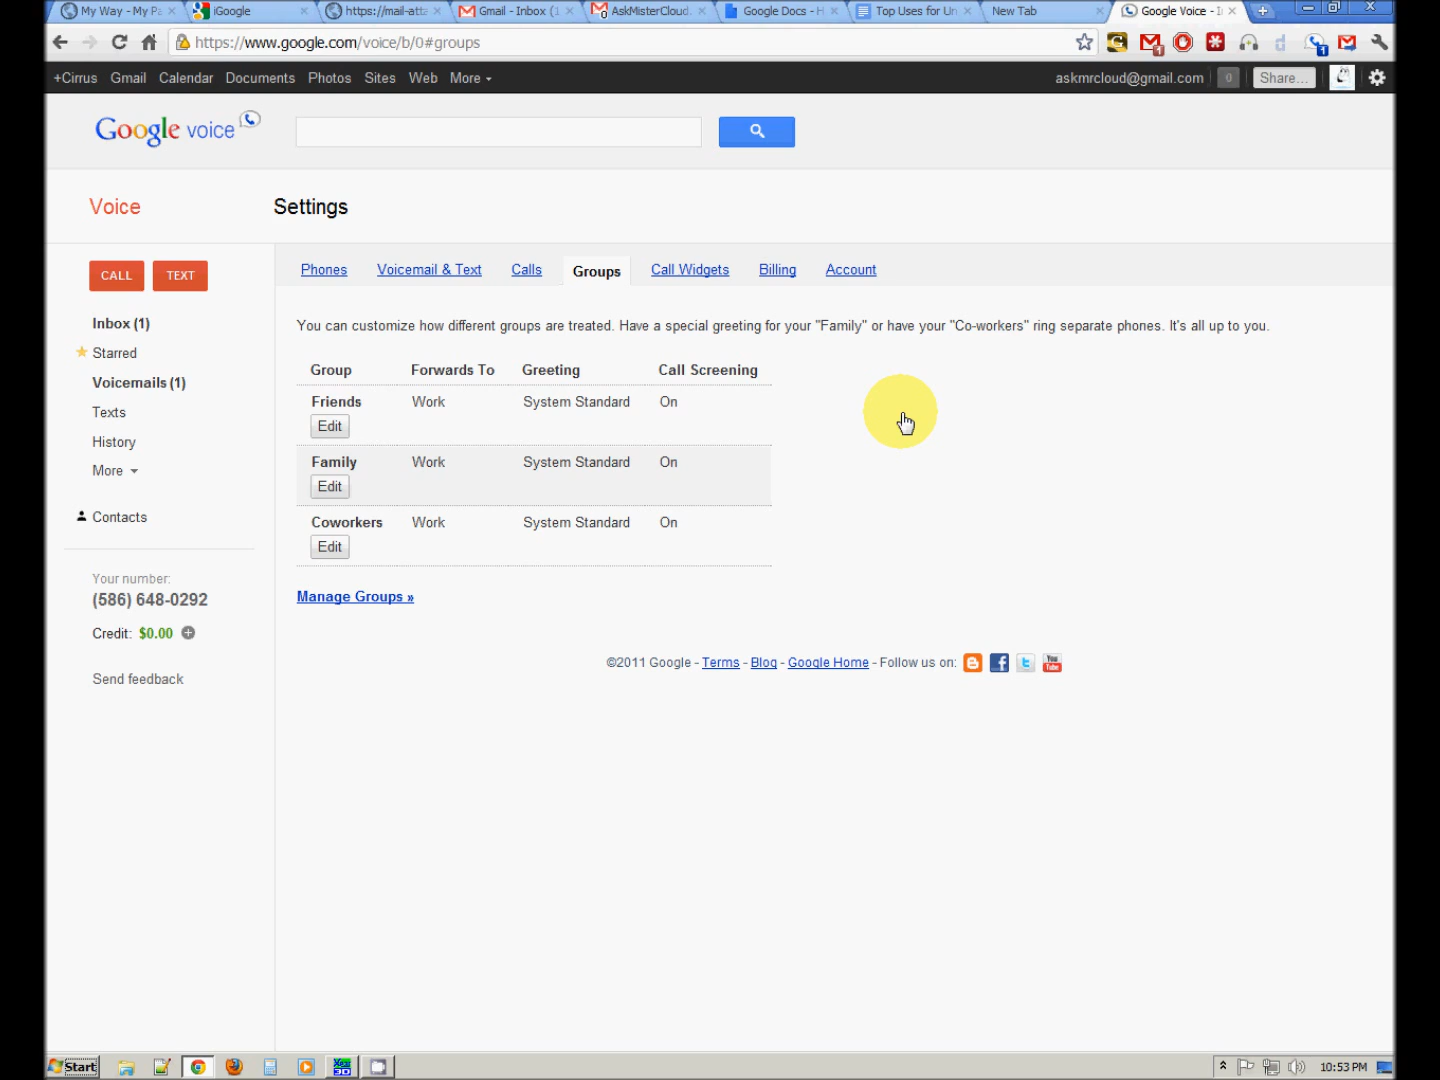 My Way - My Pa
iGoogle
https://mail-atta
Gmail - Inbox (1
AskMisterCloud.
Google Docs - H
Top Uses for Un
New Tab
Google Voice - I
https://www.google.com/voice/b/0#groups
+Cirrus Gmail Calendar Documents Photos Sites Web More
askmrcloud@gmail.com 0 Share...
Google voice
Voice
Settings
CALL TEXT
Phones Voicemail & Text Calls Groups Call Widgets Billing Account
Inbox (1)
Starred
Voicemails (1)
Texts
History
More
Contacts
Your number:
(586) 648-0292
Credit: $0.00
Send feedback
You can customize how different groups are treated. Have a special greeting for your "Family" or have your "Co-workers" ring separate phones. It's all up to you.
Group Forwards To Greeting Call Screening
Friends Work System Standard On
Edit
Family Work System Standard On
Edit
Coworkers Work System Standard On
Edit
Manage Groups »
©2011 Google - Terms - Blog - Google Home - Follow us on:
Start
10:53 PM